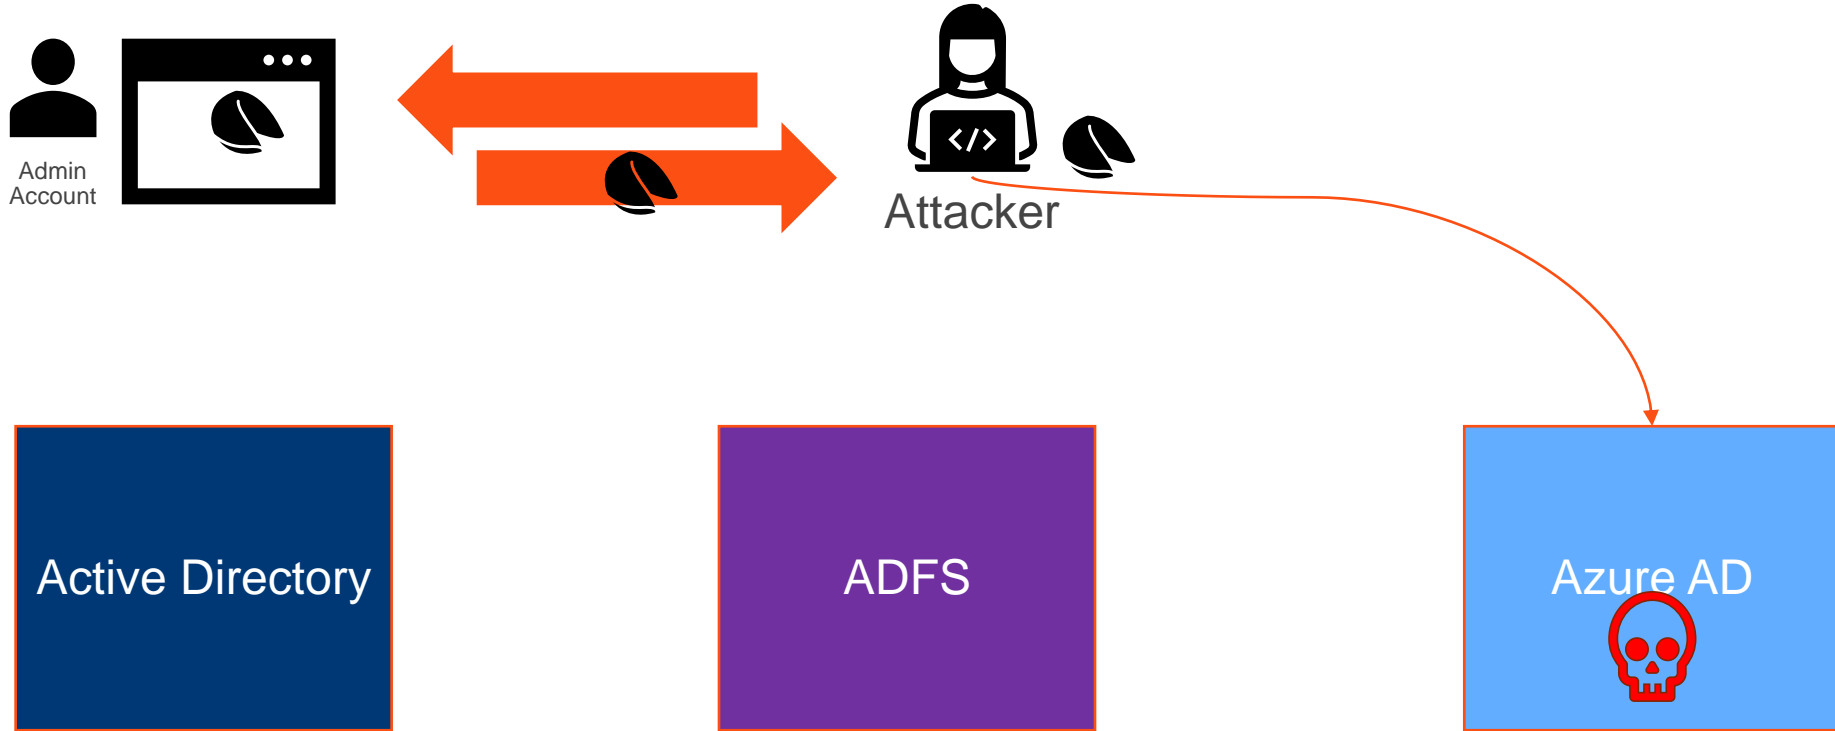 Admin
Account
</>
Attacker
Active Directory
ADFS
Azure AD